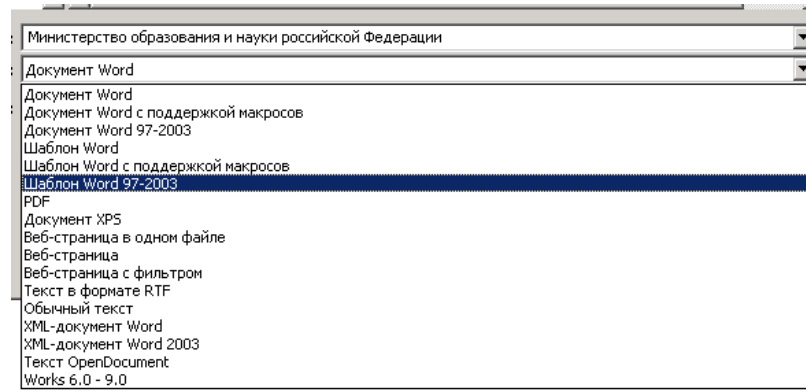 Министерство образования и науки российской Федерации
Документ Word
Документ Word
Документ Word с поддержкой макросов
Документ Word 97-2003
Шаблон Word
Шаблон Word с поддержкой макросов
Шаблон Word 97-2003
PDF
Документ XPS
Веб-страница в одном файле
Веб-страница
Веб-страница с фильтром
Текст в формате RTF
Обычный текст
XML-документ Word
XML-документ Word 2003
Текст OpenDocument
Works 6.0 - 9.0